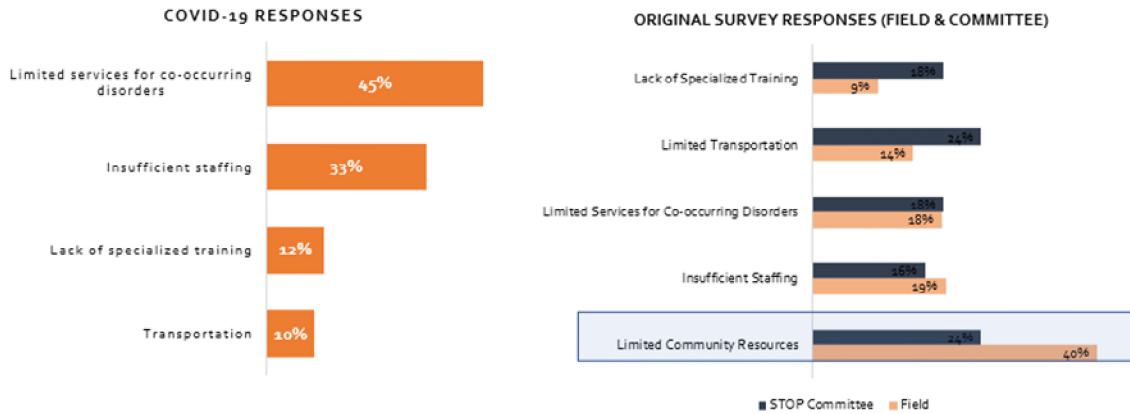 COVID-19 RESPONSES
Limited services for co-occurring
disorders
45%
Insufficient staffing
33%
Lack of specialized training
12%
Transportation
10%
ORIGINAL SURVEY RESPONSES (FIELD & COMMITTEE)
Lack of Specialized Training
18%
9%
Limited Transportation
24%
14%
Limited Services for Co-occurring Disorders
18%
18%
Insufficient Staffing
16%
19%
Limited Community Resources
24%
40%
STOP Committee Field